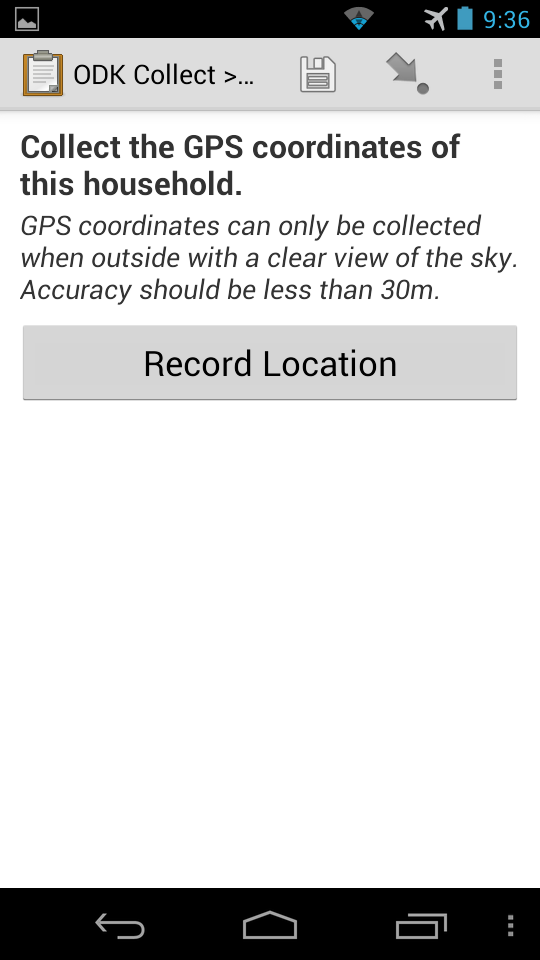 9:36
ODK Collect >...
Collect the GPS coordinates of
this household.
GPS coordinates can only be collected
when outside with a clear view of the sky.
Accuracy should be less than 30m.
Record Location